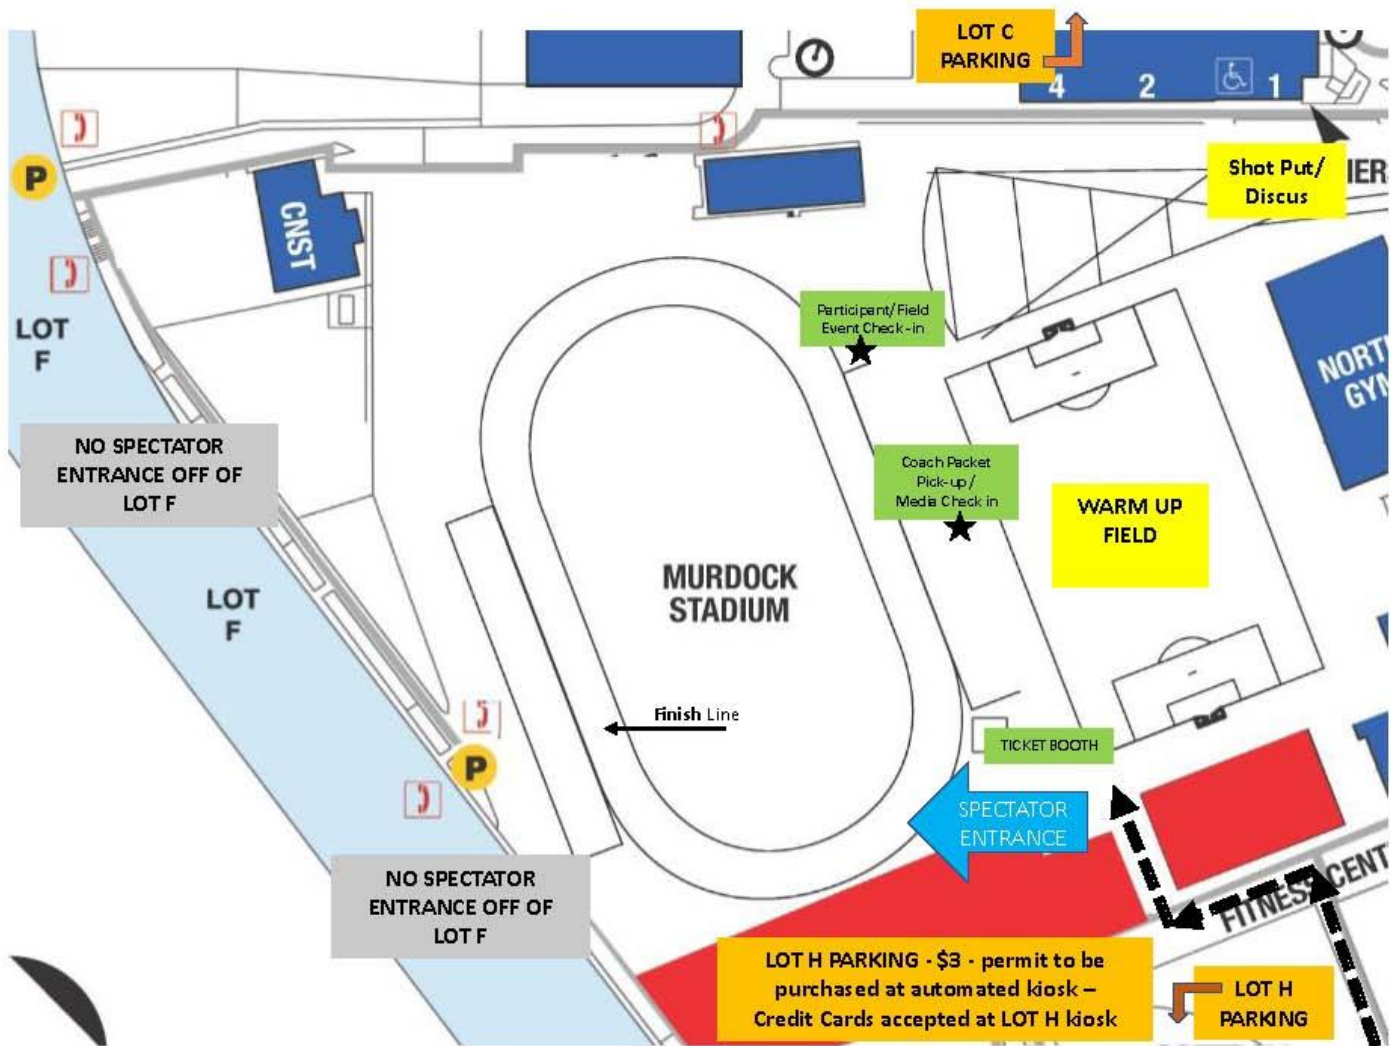 LOT C
PARKING
4 2 1
P
Shot Put/
Discus
CNST
LOT
F
Participant/Field
Event Check-in
NO SPECTATOR
ENTRANCE OFF OF
LOT F
Coach Packet
Pick-up /
Media Check in
WARM UP
FIELD
MURDOCK
STADIUM
LOT
F
Finish Line
TICKET BOOTH
P
SPECTATOR
ENTRANCE
NO SPECTATOR
ENTRANCE OFF OF
LOT F
FITNESS CENT
LOT H PARKING - $3 - permit to be
purchased at automated kiosk –
Credit Cards accepted at LOT H kiosk
LOT H
PARKING